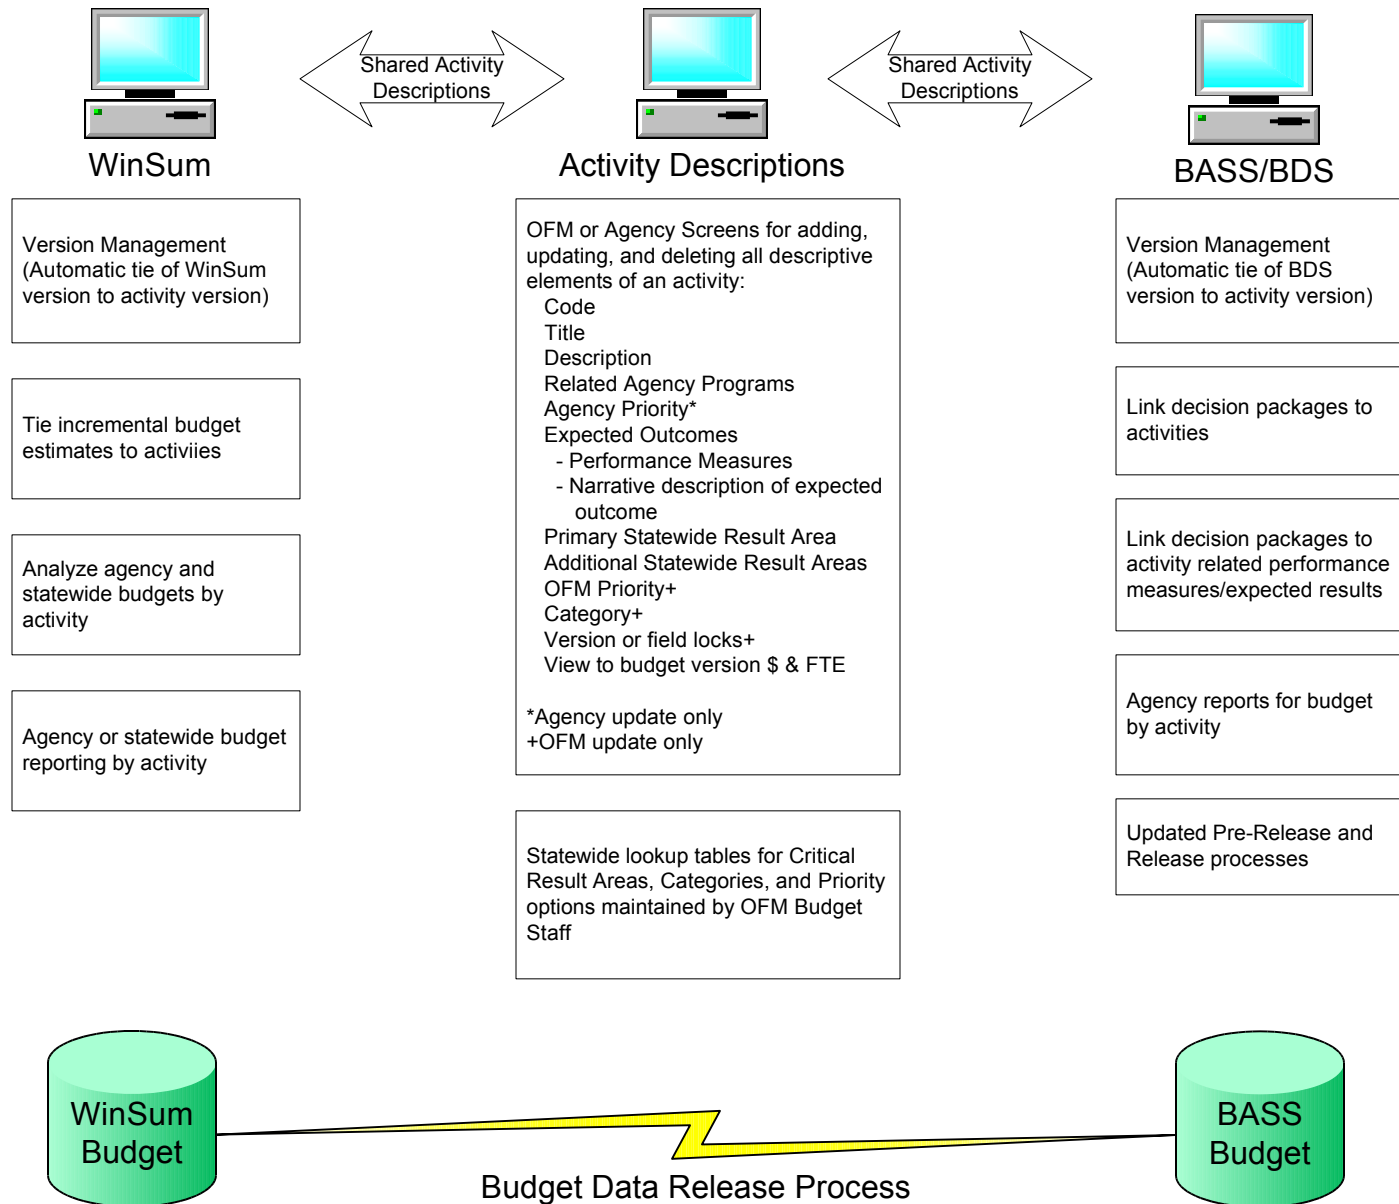 Shared Activity
Descriptions
Shared Activity
Descriptions
WinSum
Activity Descriptions
BASS/BDS
Version Management
(Automatic tie of WinSum
version to activity version)
Tie incremental budget
estimates to activiies
Analyze agency and
statewide budgets by
activity
Agency or statewide budget
reporting by activity
OFM or Agency Screens for adding,
updating, and deleting all descriptive
elements of an activity:
Code
Title
Description
Related Agency Programs
Agency Priority*
Expected Outcomes
- Performance Measures
- Narrative description of expected
outcome
Primary Statewide Result Area
Additional Statewide Result Areas
OFM Priority+
Category+
Version or field locks+
View to budget version $ & FTE
*Agency update only
+OFM update only
Statewide lookup tables for Critical
Result Areas, Categories, and Priority
options maintained by OFM Budget
Staff
Version Management
(Automatic tie of BDS
version to activity version)
Link decision packages to
activities
Link decision packages to
activity related performance
measures/expected results
Agency reports for budget
by activity
Updated Pre-Release and
Release processes
WinSum
Budget
BASS
Budget
Budget Data Release Process